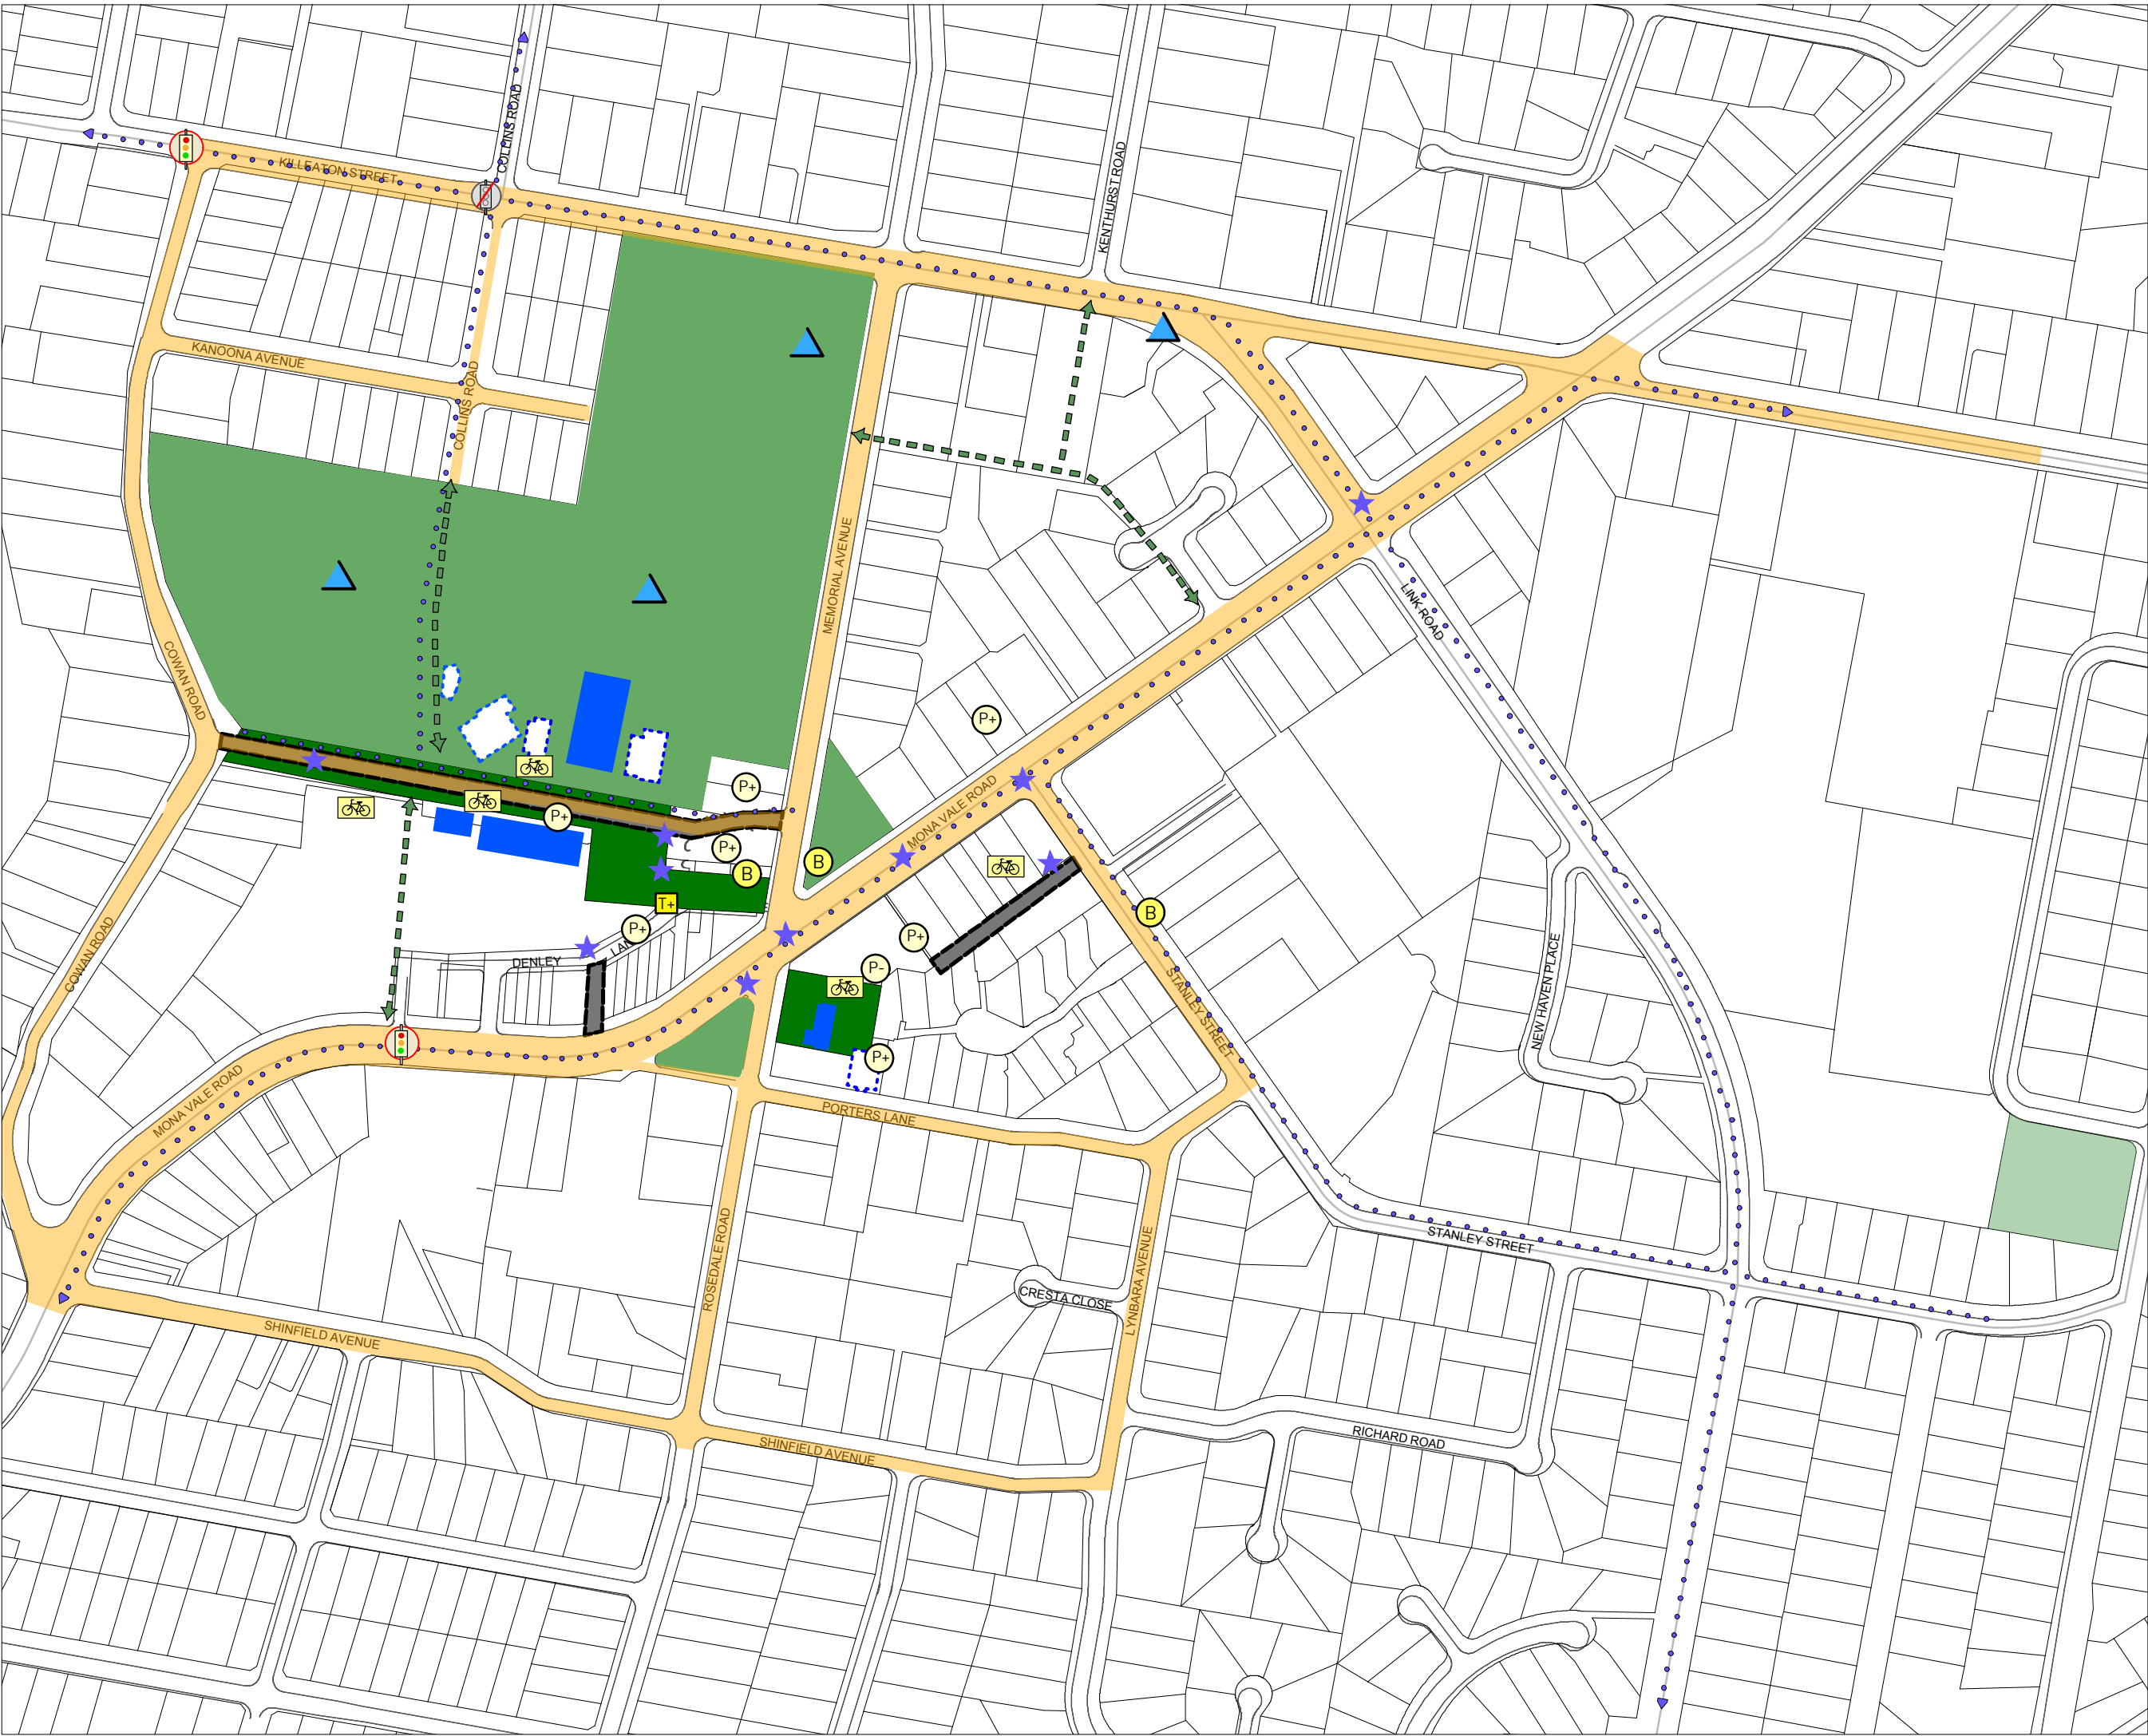 COLLINS ROAD
KILLEATON STREET
KENTHURST ROAD
KANOONA AVENUE
COLLINS ROAD
MEMORIAL AVENUE
LINK ROAD
COWAN ROAD
P+
P+
MONA VALE ROAD
P+
P+
B
B
T+
B
P+
P+
DENLEY LAN
COWAN ROAD
P-
NEW HAVEN PLACE
STANLEY STREET
P+
MONA VALE ROAD
PORTERS LANE
ROSEDALE ROAD
LYNBARA AVENUE
STANLEY STREET
CRESTA CLOSE
SHINFIELD AVENUE
SHINFIELD AVENUE
RICHARD ROAD